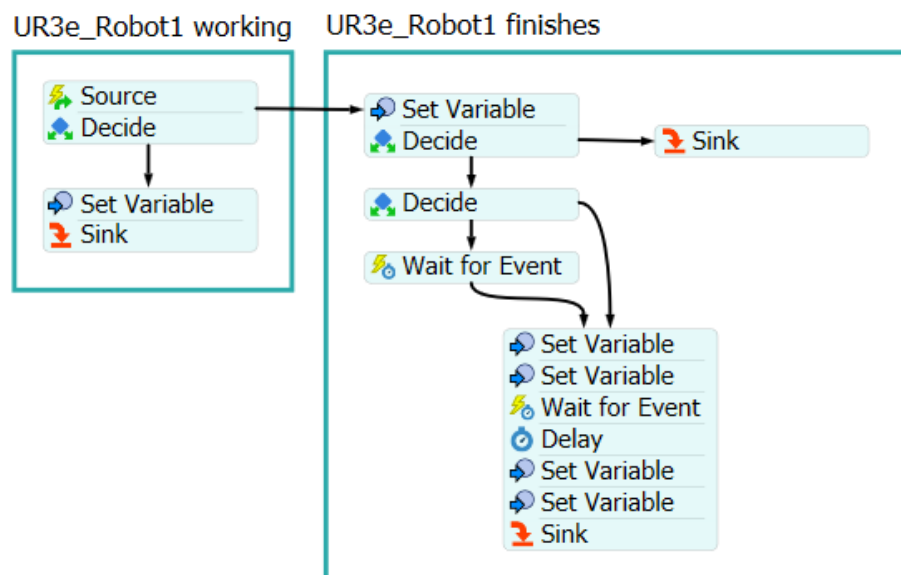 UR3e_Robot1 working
Source
Decide
Set Variable
Sink
UR3e_Robot1 finishes
Set Variable
Decide
Sink
Decide
Wait for Event
Set Variable
Set Variable
Wait for Event
Delay
Set Variable
Set Variable
Sink